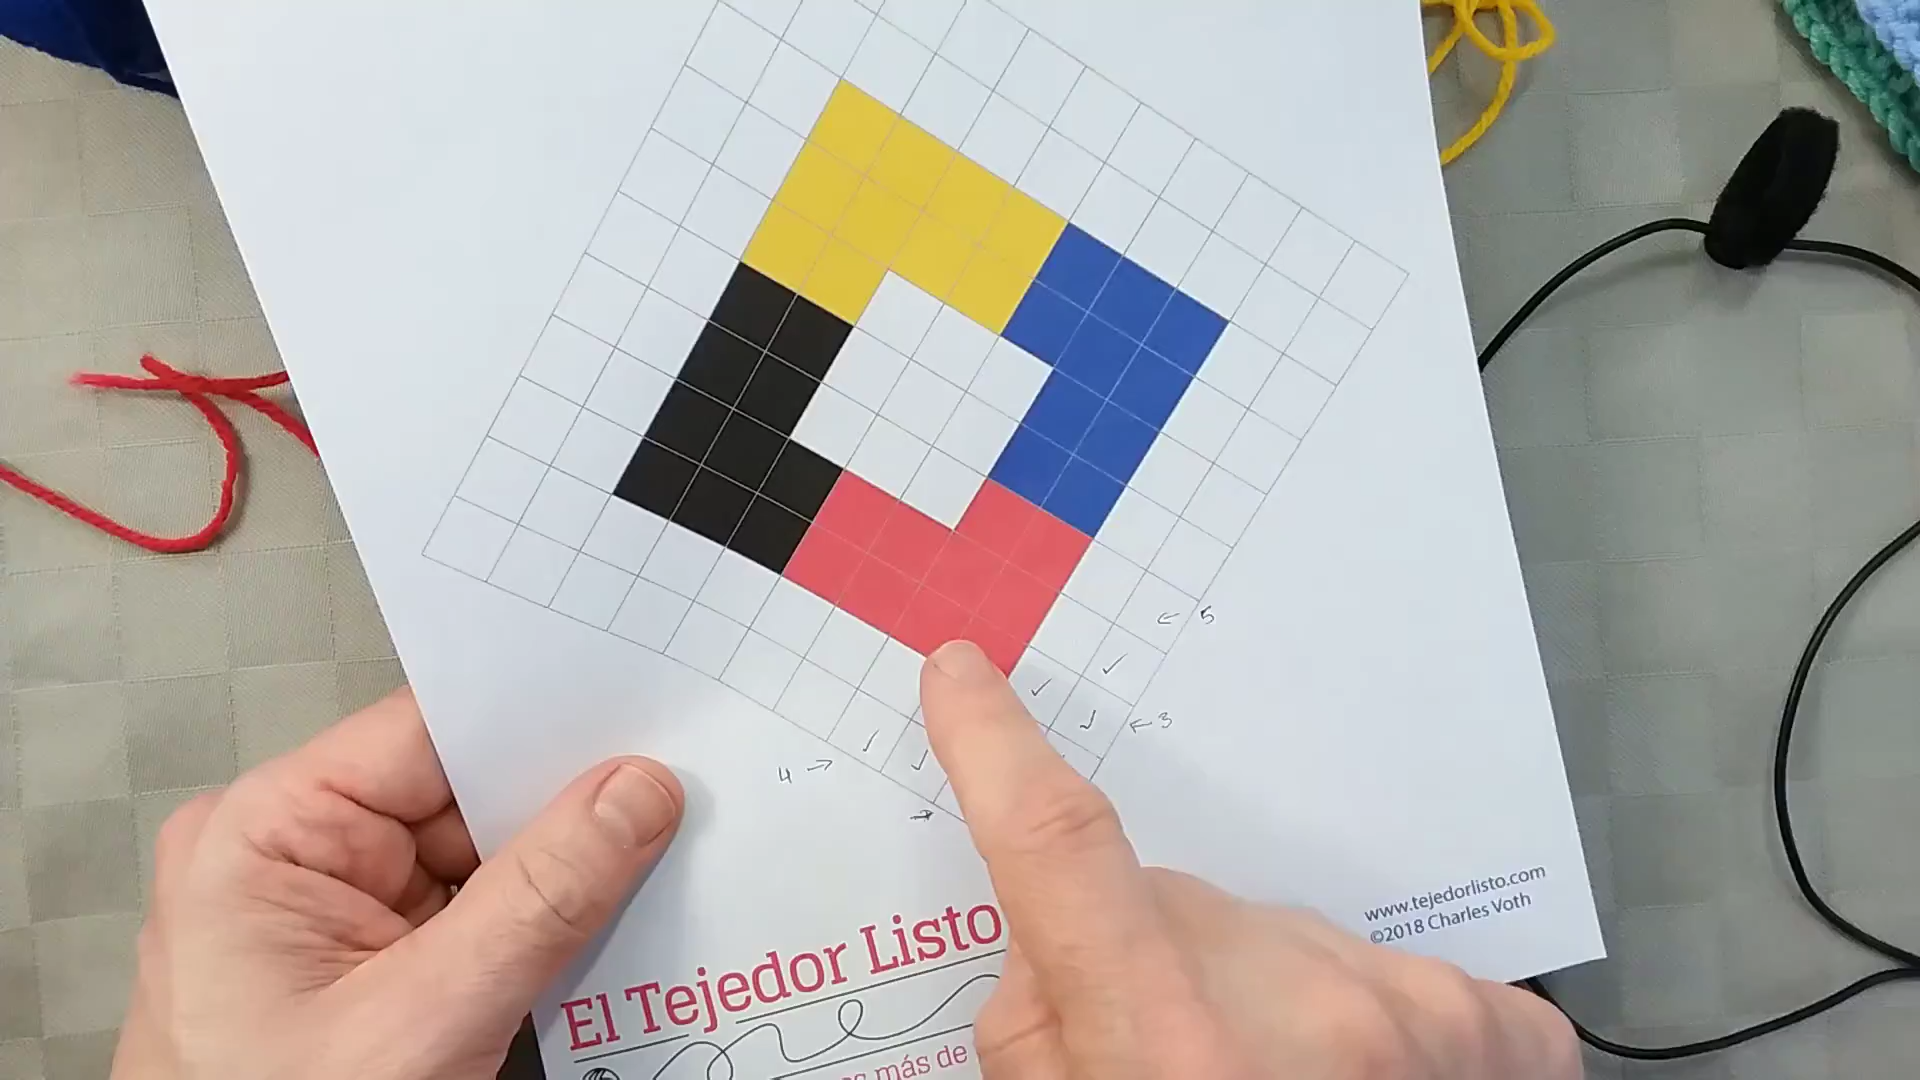 5
3
4
www.tejedorlisto.com
©2018 Charles Voth
El Tejedor Listo
más de